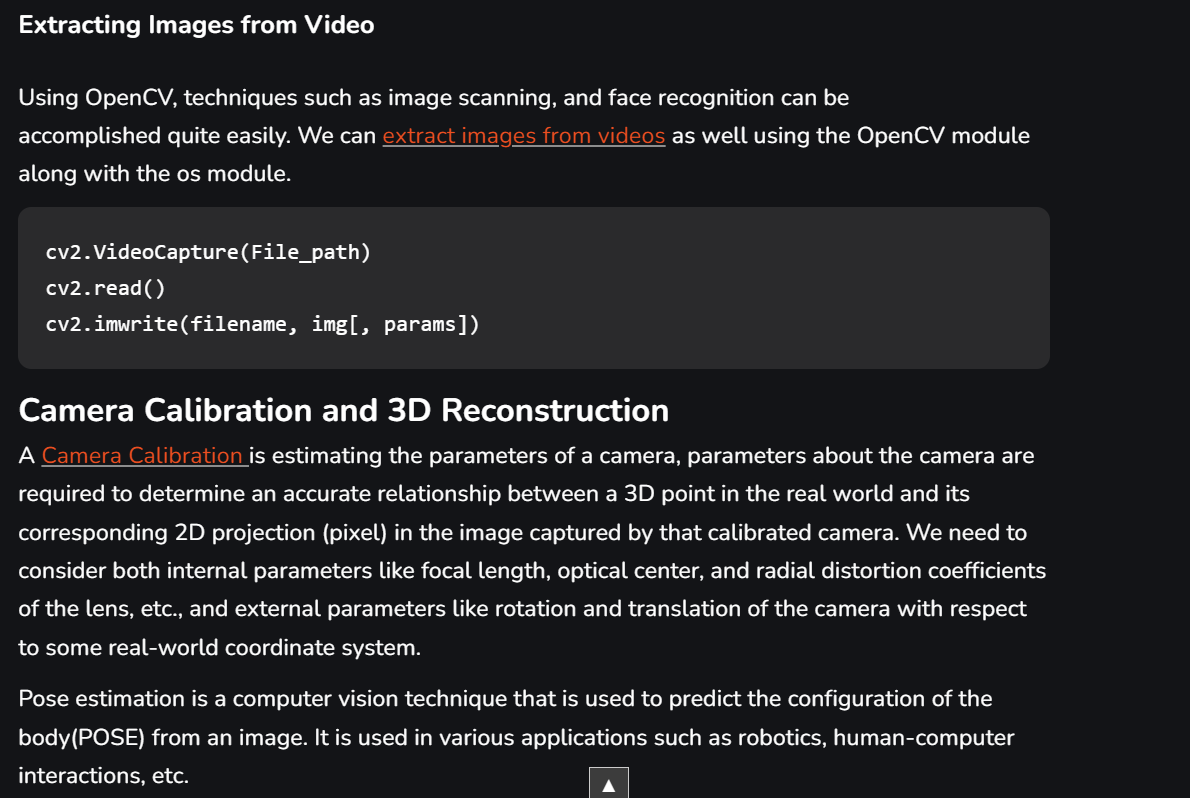 Extracting Images from Video
Using OpenCV, techniques such as image scanning, and face recognition can be
accomplished quite easily. We can extract images from videos as well using the OpenCV module
along with the os module.
cv2.VideoCapture(File_path)
cv2.read()
cv2.imwrite(filename, img[, params])
Camera Calibration and 3D Reconstruction
A Camera Calibration is estimating the parameters of a camera, parameters about the camera are
required to determine an accurate relationship between a 3D point in the real world and its
corresponding 2D projection (pixel) in the image captured by that calibrated camera. We need to
consider both internal parameters like focal length, optical center, and radial distortion coefficients
of the lens, etc., and external parameters like rotation and translation of the camera with respect
to some real-world coordinate system.
Pose estimation is a computer vision technique that is used to predict the configuration of the
body(POSE) from an image. It is used in various applications such as robotics, human-computer
interactions, etc.